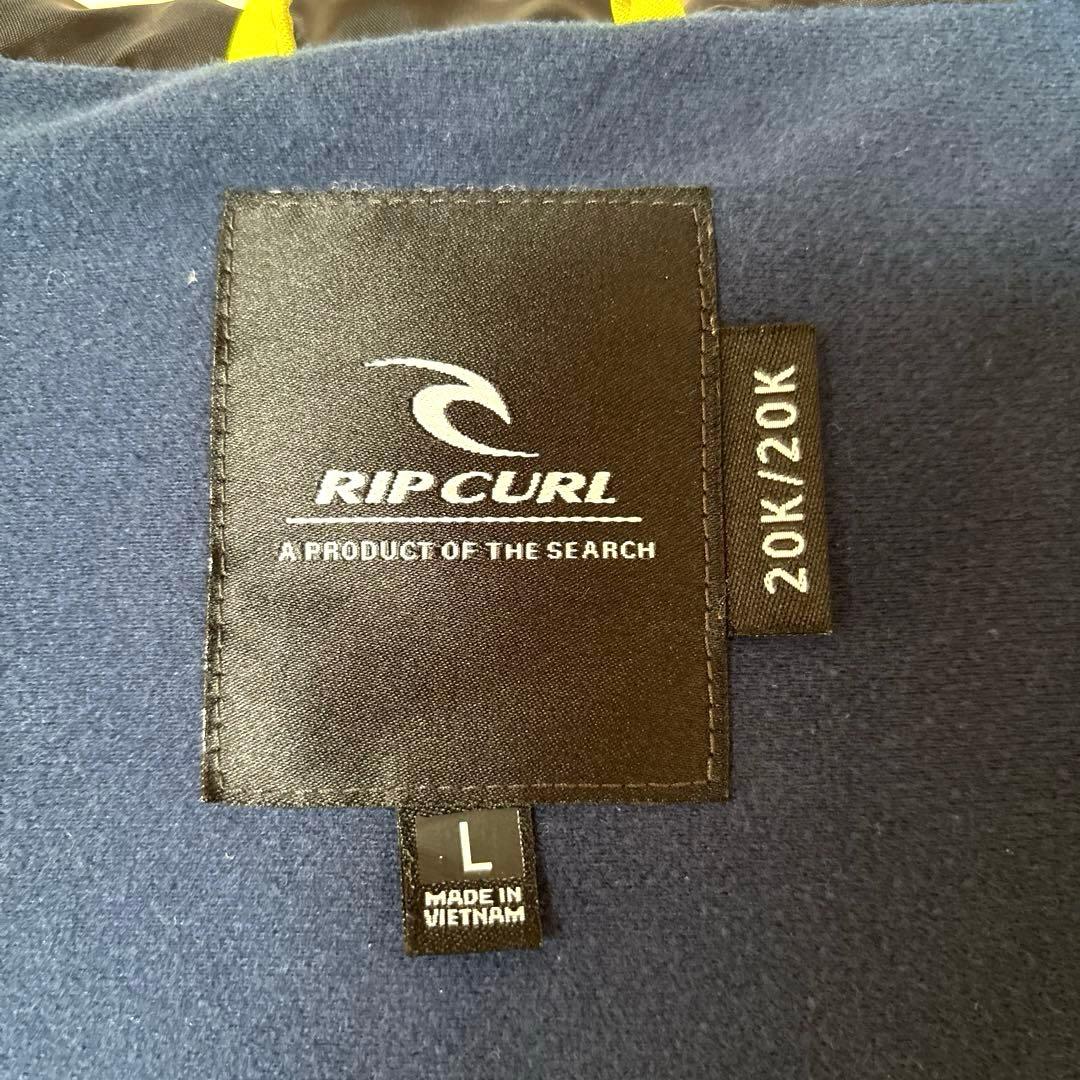 RIP CURL
A PRODUCT OF THE SEARCH
20K/20K
L
MADE IN
VIETNAM